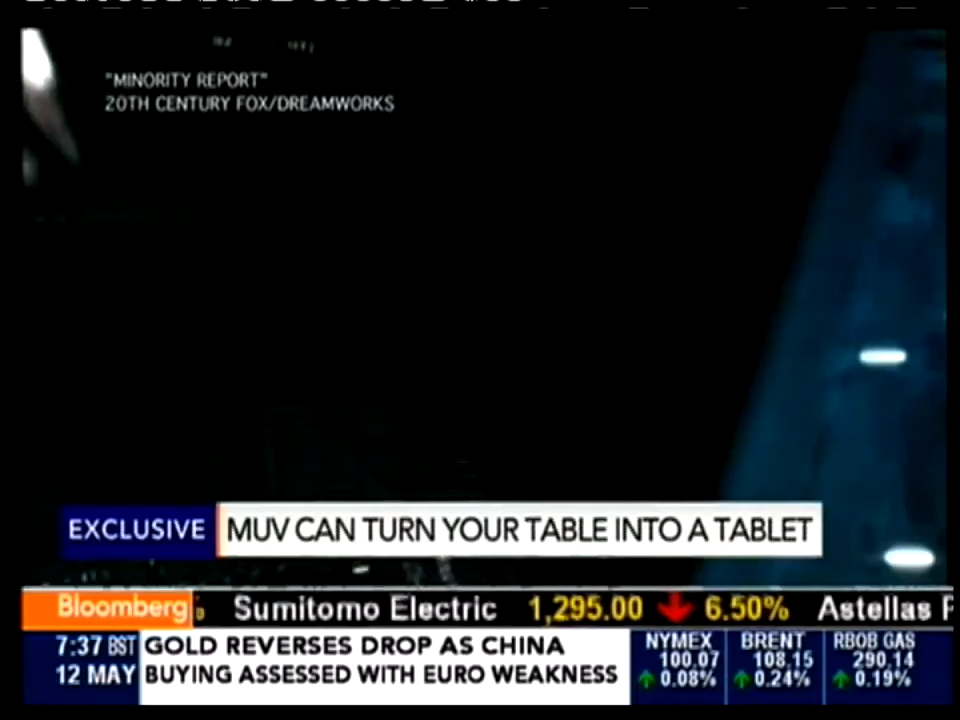 "MINORITY REPORT"
20TH CENTURY FOX/DREAMWORKS
EXCLUSIVE MUV CAN TURN YOUR TABLE INTO A TABLET
Bloomberg Sumitomo Electric 1,295.00 6.50% Astellas
7:37 BST
12 MAY
GOLD REVERSES DROP AS CHINA
BUYING ASSESSED WITH EURO WEAKNESS
NYMEX
100.07
0.08%
BRENT
108.15
0.24%
RBOB GAS
290.14
0.19%